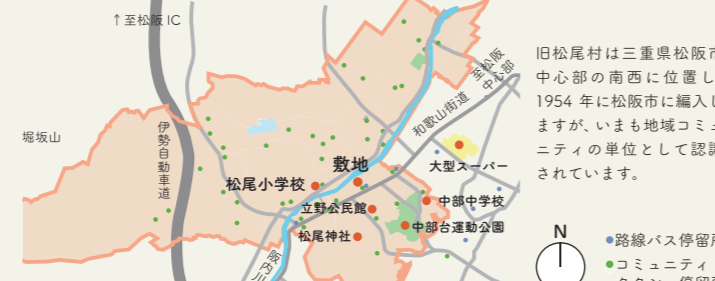 ↑至松阪 IC
堀坂山
伊勢自動車道
至松阪
中心部
和歌山街道
敷地
大型スーパー
松尾小学校
立野公民館
中部中学校
中部台運動公園
松尾神社
阪内川
旧松尾村は三重県松阪市
中心部の南西に位置し
1954 年に松阪市に編入し
ますが、いまも地域コミュ
ニティの単位として認識
されています。
N
●路線バス停留所
●コミュニティ